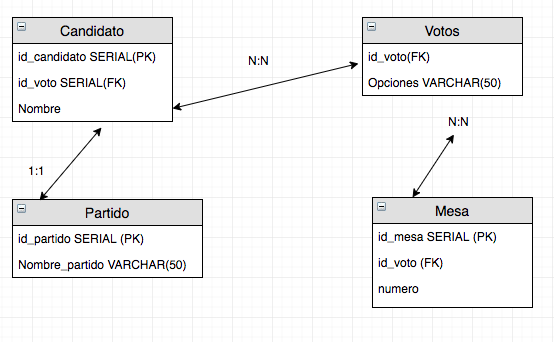 Candidato
id_candidato SERIAL(PK)
id_voto SERIAL(FK)
Nombre
N:N
Votos
id_voto(FK)
Opciones VARCHAR(50)
N:N
1:1
Partido
id_partido SERIAL (PK)
Nombre_partido VARCHAR(50)
Mesa
id_mesa SERIAL (PK)
id_voto (FK)
numero